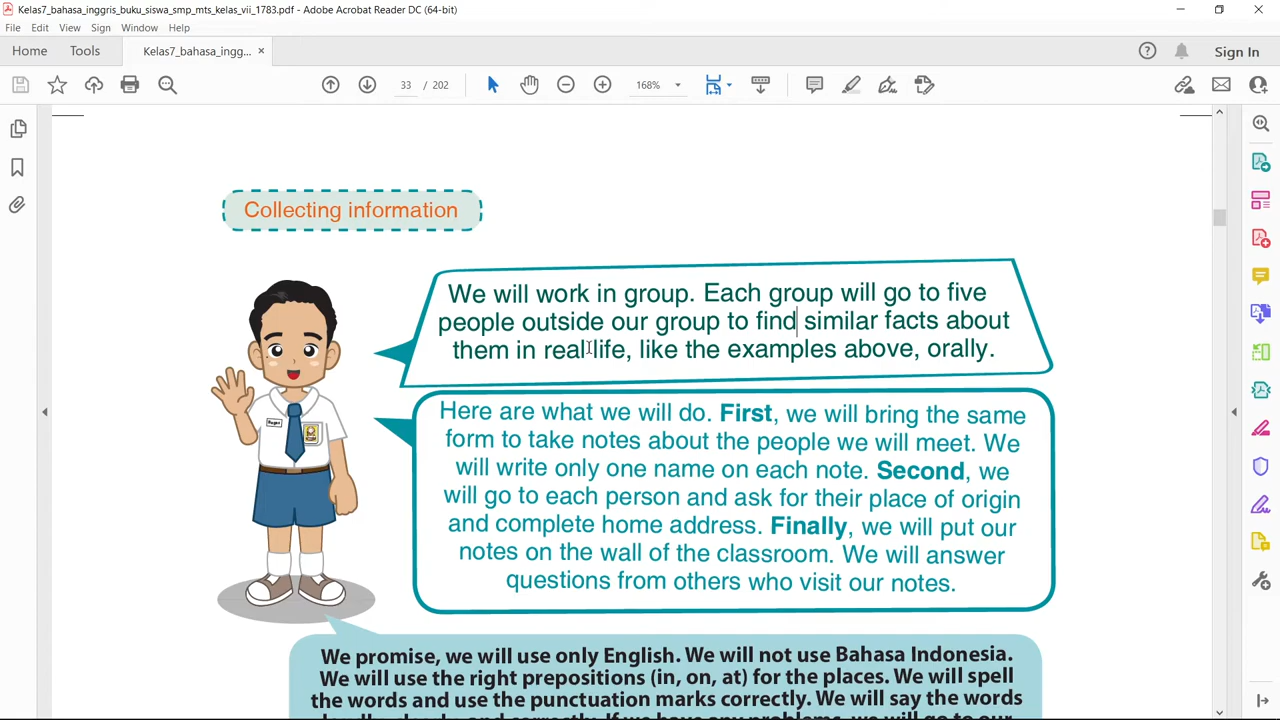 Kelas7_bahasa_inggris_buku_siswa_smp_mts_kelas_vii_1783.pdf - Adobe Acrobat Reader DC (64-bit)
File Edit View Sign Window Help
Home Tools Kelas7_bahasa_ingg... × Sign In
33 / 202 168%
Collecting information
We will work in group. Each group will go to five
people outside our group to find similar facts about
them in real life, like the examples above, orally.
Here are what we will do. First, we will bring the same
form to take notes about the people we will meet. We
will write only one name on each note. Second, we
will go to each person and ask for their place of origin
and complete home address. Finally, we will put our
notes on the wall of the classroom. We will answer
questions from others who visit our notes.
We promise, we will use only English. We will not use Bahasa Indonesia.
We will use the right prepositions (in, on, at) for the places. We will spell
the words and use the punctuation marks correctly. We will say the words